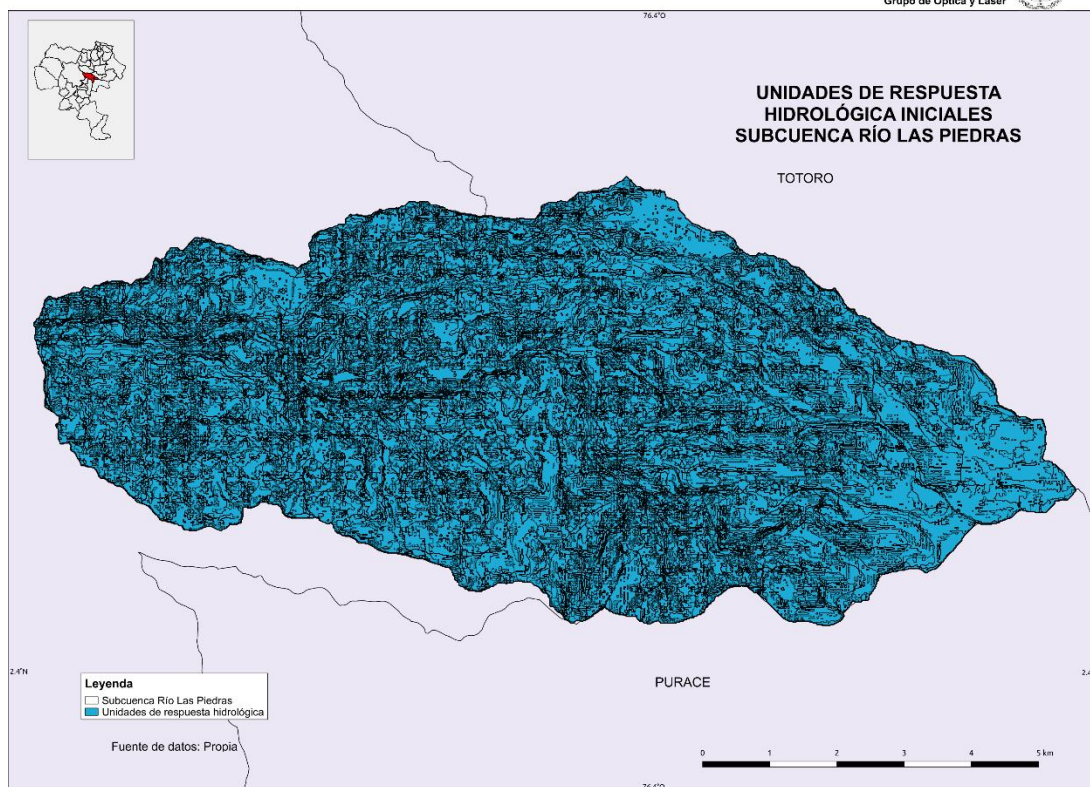 Grupo de Óptica y Láser
76.4°O
UNIDADES DE RESPUESTA
HIDROLÓGICA INICIALES
SUBCUENCA RÍO LAS PIEDRAS
TOTORO
2.4°N
2.4
PURACE
Leyenda
Subcuenca Río Las Piedras
Unidades de respuesta hidrológica
Fuente de datos: Propia
0 1 2 3 4 5 km
76.4°O